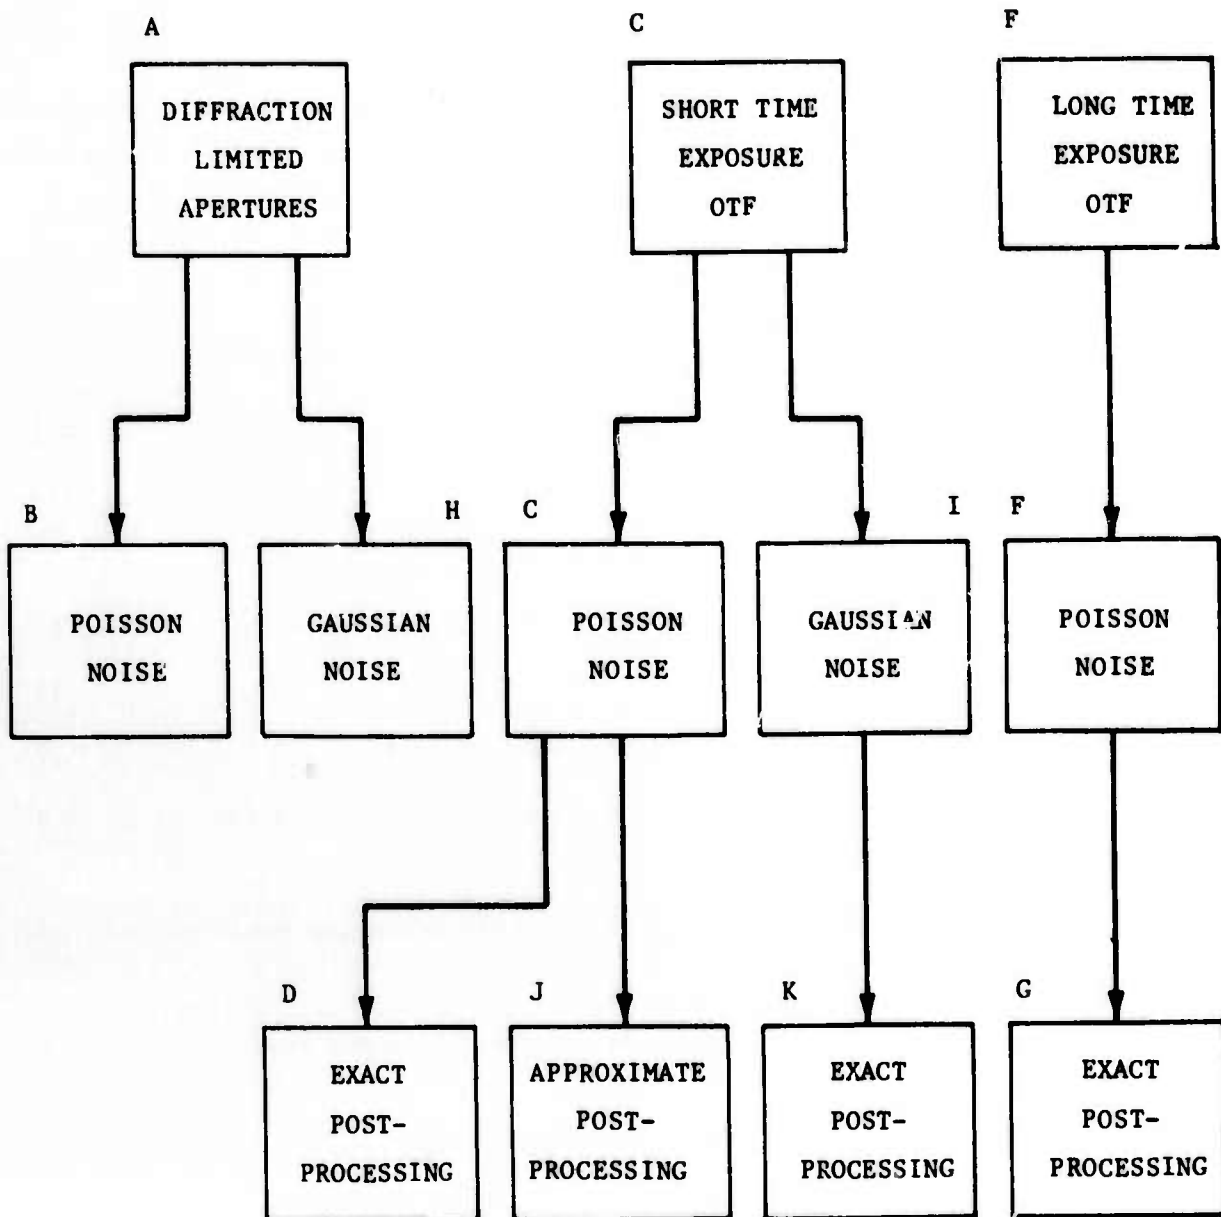 A
DIFFRACTION
LIMITED
APERTURES
C
SHORT TIME
EXPOSURE
OTF
F
LONG TIME
EXPOSURE
OTF
B
POISSON
NOISE
H
GAUSSIAN
NOISE
C
POISSON
NOISE
I
GAUSSIAN
NOISE
F
POISSON
NOISE
D
EXACT
POST-
PROCESSING
J
APPROXIMATE
POST-
PROCESSING
K
EXACT
POST-
PROCESSING
G
EXACT
POST-
PROCESSING